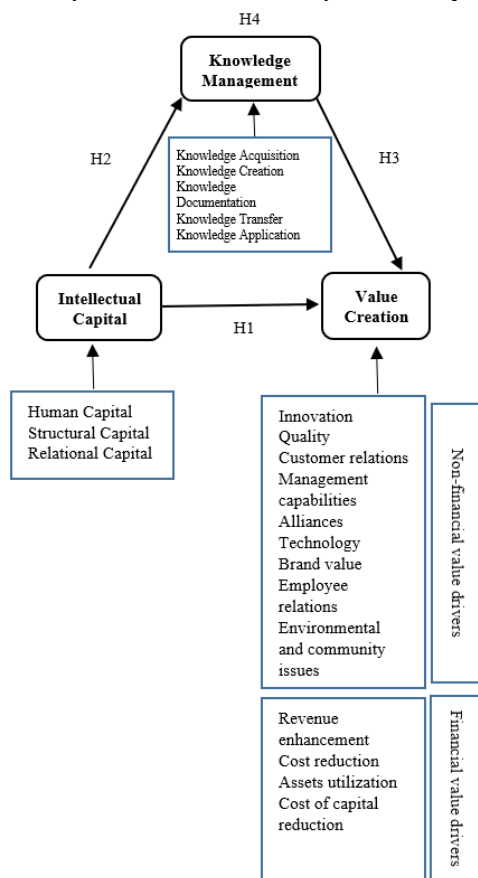 H4
Knowledge
Management
H2
H3
Knowledge Acquisition
Knowledge Creation
Knowledge
Documentation
Knowledge Transfer
Knowledge Application
Intellectual
Capital
Value
Creation
H1
Human Capital
Structural Capital
Relational Capital
Innovation
Quality
Customer relations
Management
capabilities
Alliances
Technology
Brand value
Employee
relations
Environmental
and community
issues
Non-financial value drivers
Revenue
enhancement
Cost reduction
Assets utilization
Cost of capital
reduction
Financial value drivers